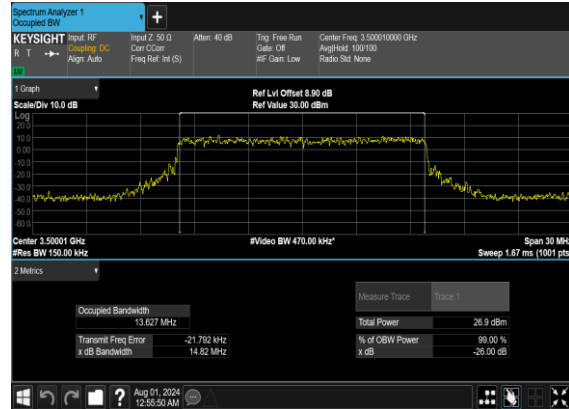 Spectrum Analyzer 1
Occupied BW
KEYSIGHT Input: RF Input Z: 50 Ω Atten: 40 dB Trig: Free Run Center Freq: 3.500010000 GHz
R T Coupling: DC Corr CCorr Gate: Off Avg|Hold: 100/100
Align: Auto Freq Ref: Int (S) #IF Gain: Low Radio Std: None
LM
1 Graph
Ref Lvl Offset 8.90 dB
Scale/Div 10.0 dB Ref Value 30.00 dBm
Log
20.0
10.0
0.00
-10.0
-20.0
-30.0
-40.0
-50.0
-60.0
Center 3.50001 GHz #Video BW 470.00 kHz* Span 30 MHz
#Res BW 150.00 kHz Sweep 1.67 ms (1001 pts
2 Metrics
Measure Trace Trace 1
Occupied Bandwidth
13.627 MHz Total Power 26.9 dBm
Transmit Freq Error -21.792 kHz % of OBW Power 99.00 %
x dB Bandwidth 14.82 MHz x dB -26.00 dB
? Aug 01, 2024
12:55:50 AM